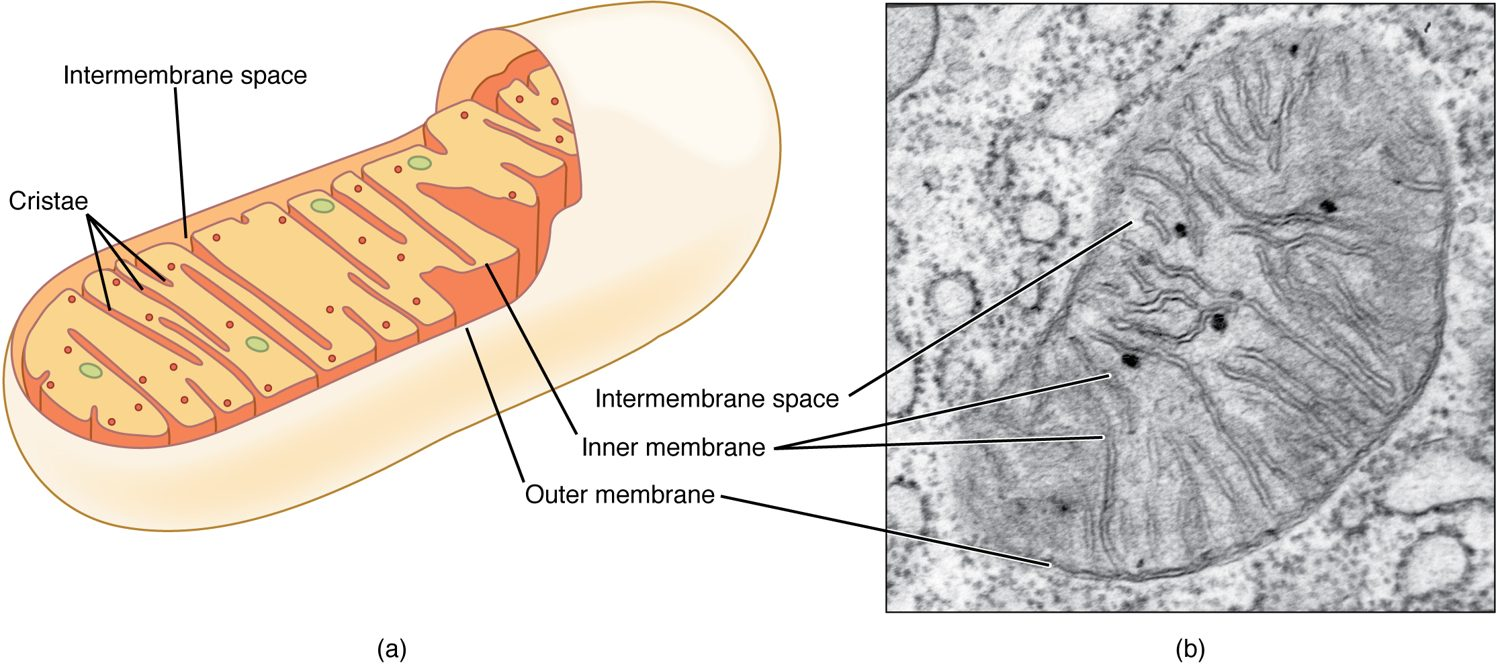 Intermembrane space
Cristae
Intermembrane space
Inner membrane
Outer membrane
(a)
(b)